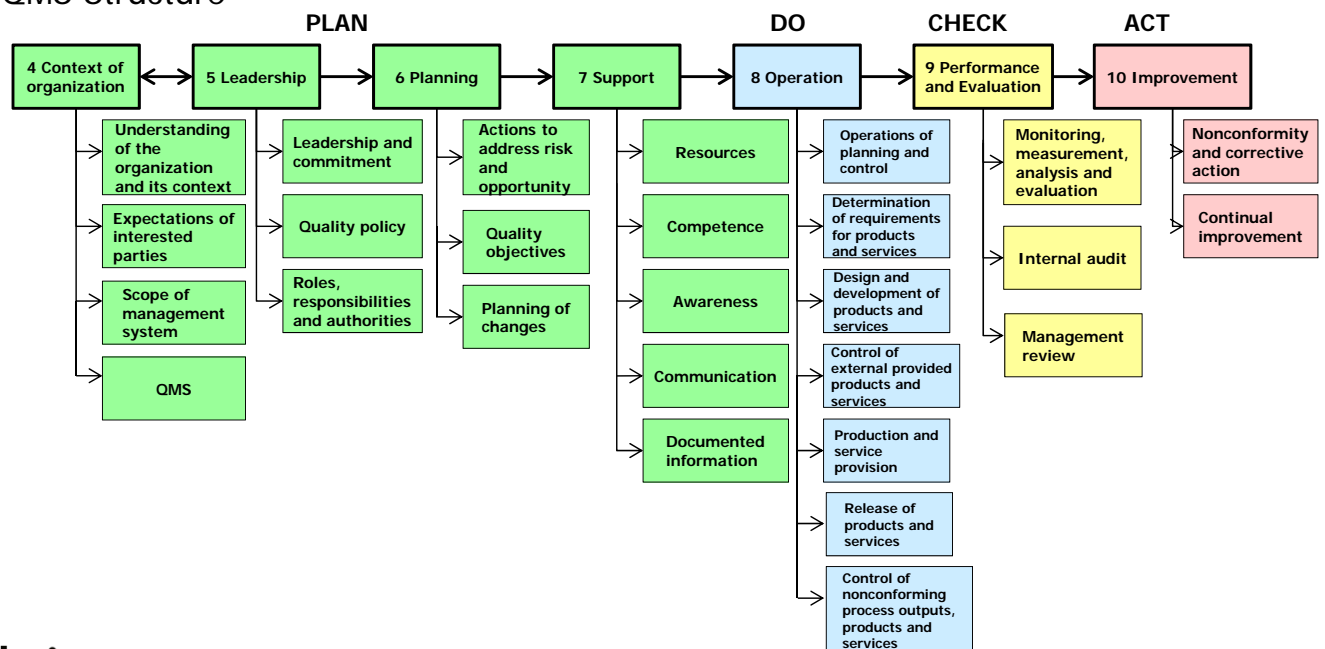 QMS Structure
PLAN
DO
CHECK
ACT
4 Context of
organization
5 Leadership
6 Planning
7 Support
8 Operation
9 Performance
and Evaluation
10 Improvement
Understanding
of the
organization
and its context
Expectations of
interested
parties
Scope of
management
system
QMS
Leadership and
commitment
Quality policy
Roles,
responsibilities
and authorities
Actions to
address risk
and
opportunity
Quality
objectives
Planning of
changes
Resources
Competence
Awareness
Communication
Documented
information
Operations of
planning and
control
Determination
of requirements
for products
and services
Design and
development of
products and
services
Control of
external provided
products and
services
Production and
service
provision
Release of
products and
services
Control of
nonconforming
process outputs,
products and
services
Monitoring,
measurement,
analysis and
evaluation
Internal audit
Management
review
Nonconformity
and corrective
action
Continual
improvement